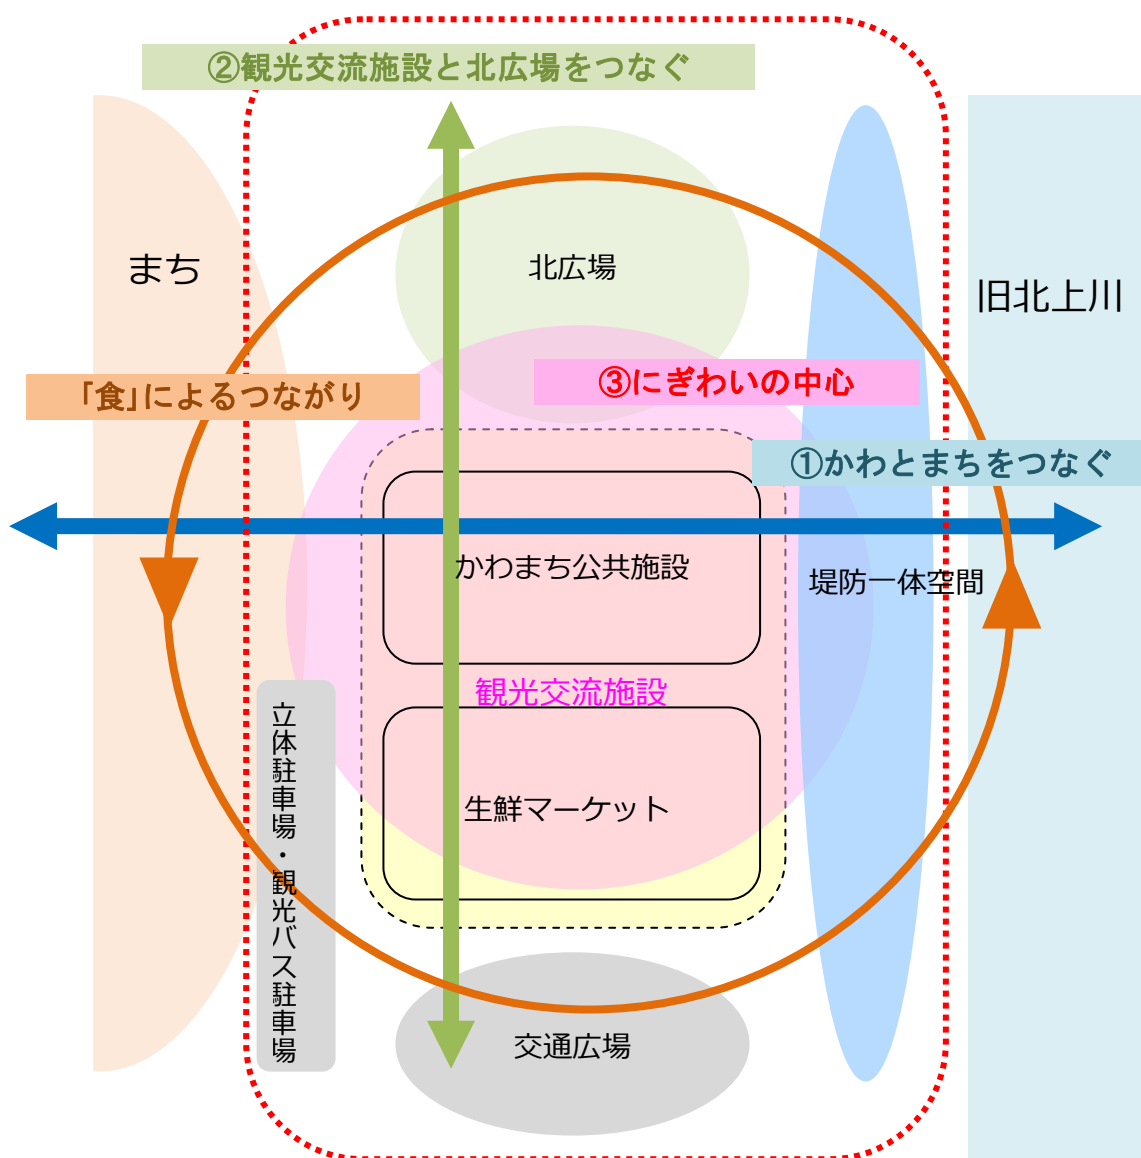 ②観光交流施設と北広場をつなぐ
まち
北広場
旧北上川
「食」によるつながり
③にぎわいの中心
①かわとまちをつなぐ
かわまち公共施設
堤防一体空間
観光交流施設
立体駐車場・観光バス駐車場
生鮮マーケット
交通広場